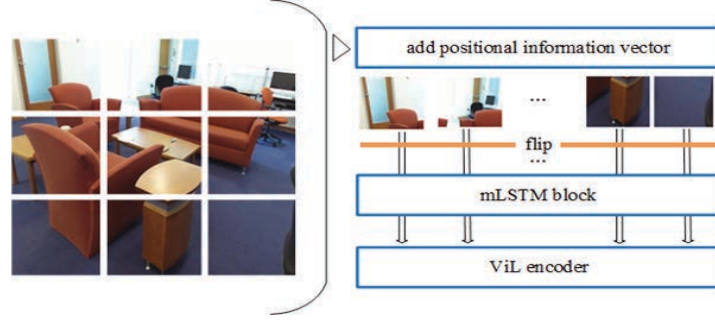 add positional information vector
...
flip
...
mLSTM block
ViL encoder